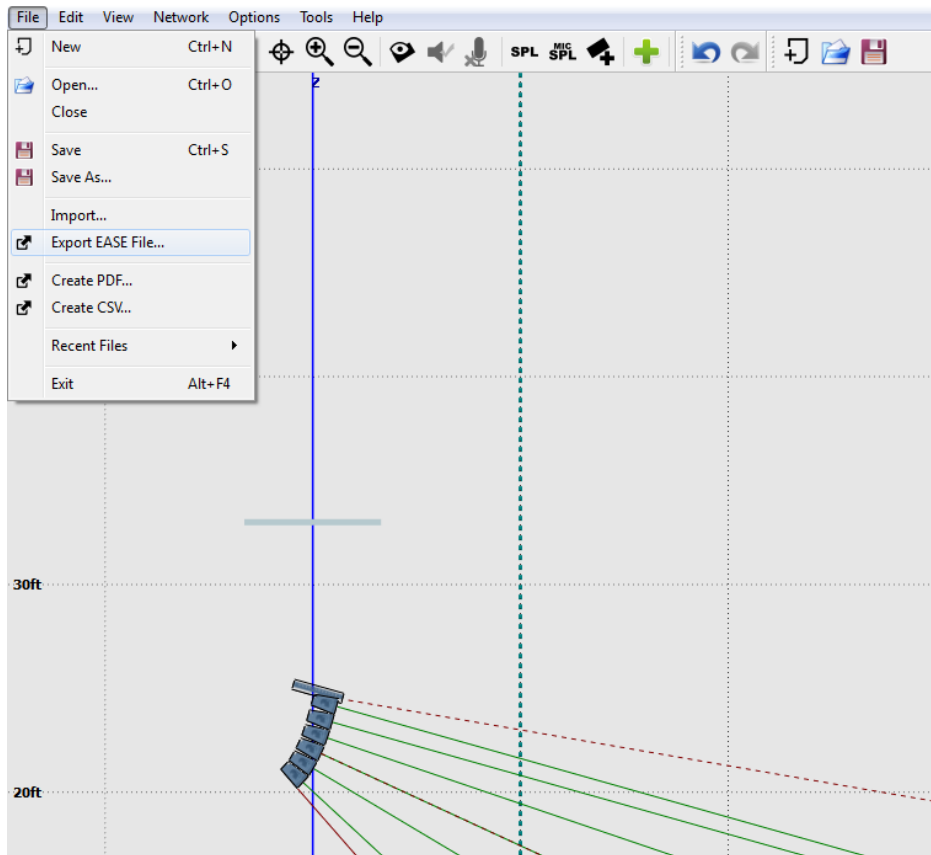 File Edit View Network Options Tools Help
New Ctrl+N
Open... Ctrl+O
Close
Save Ctrl+S
Save As...
Import...
Export EASE File...
Create PDF...
Create CSV...
Recent Files
Exit Alt+F4
SPL MIC SPL
z
30ft
20ft